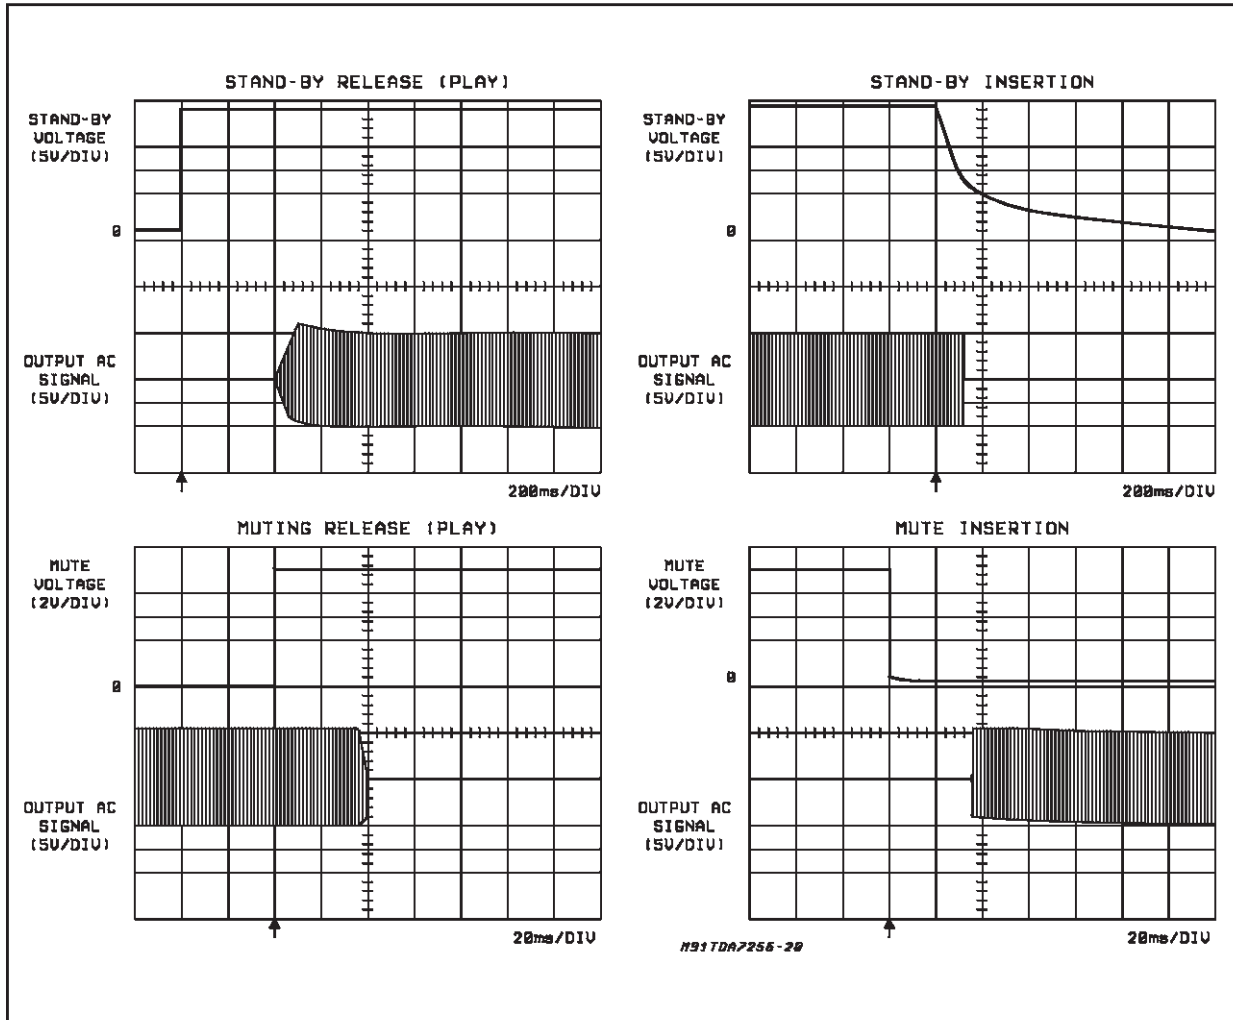 STAND-BY RELEASE (PLAY)
STAND-BY
VOLTAGE
(5V/DIV)
0
OUTPUT AC
SIGNAL
(5V/DIV)
200ms/DIV
STAND-BY INSERTION
STAND-BY
VOLTAGE
(5V/DIV)
0
OUTPUT AC
SIGNAL
(5V/DIV)
200ms/DIV
MUTING RELEASE (PLAY)
MUTE
VOLTAGE
(2V/DIV)
0
OUTPUT AC
SIGNAL
(5V/DIV)
20ms/DIV
MUTE INSERTION
MUTE
VOLTAGE
(2V/DIV)
0
OUTPUT AC
SIGNAL
(5V/DIV)
20ms/DIV
M91TDA7256-20